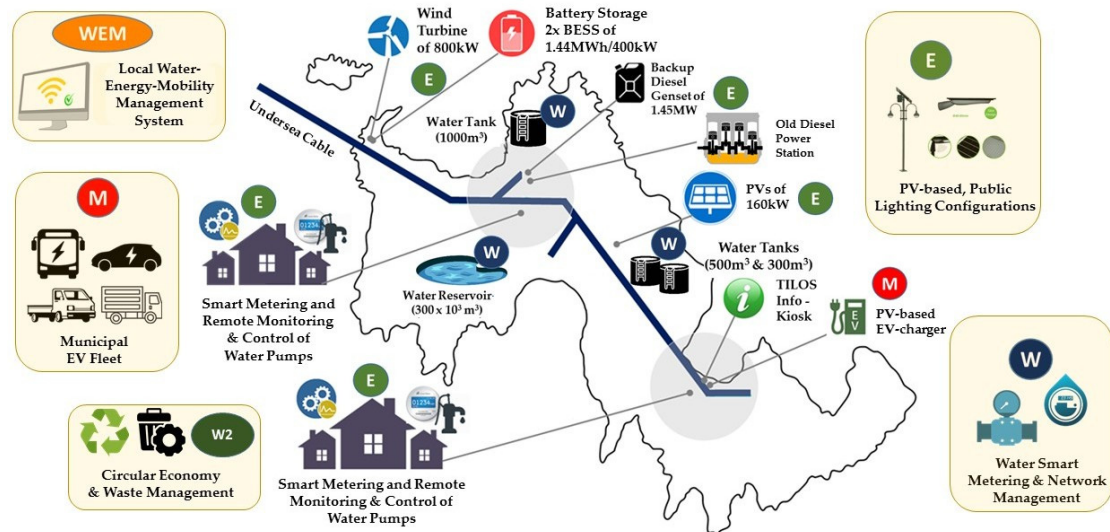 WEM
Local Water-
Energy-Mobility
Management
System
Wind
Turbine
of 800kW
E
Battery Storage
2x BESS of
1.44MWh/400kW
Backup
Diesel
Genset of
1.45MW
E
Old Diesel
Power
Station
Water Tank
(1000m³)
W
Undersea Cable
E
PV-based, Public
Lighting Configurations
M
Municipal
EV Fleet
E
Smart Metering and
Remote Monitoring
& Control of
Water Pumps
W
Water Reservoir
(300 x 10³ m³)
PVs of
160kW
E
W
Water Tanks
(500m³ & 300m³)
i
TILOS
Info -
Kiosk
M
EV
PV-based
EV-charger
W2
Circular Economy
& Waste Management
E
Smart Metering and Remote
Monitoring & Control of
Water Pumps
W
Water Smart
Metering & Network
Management